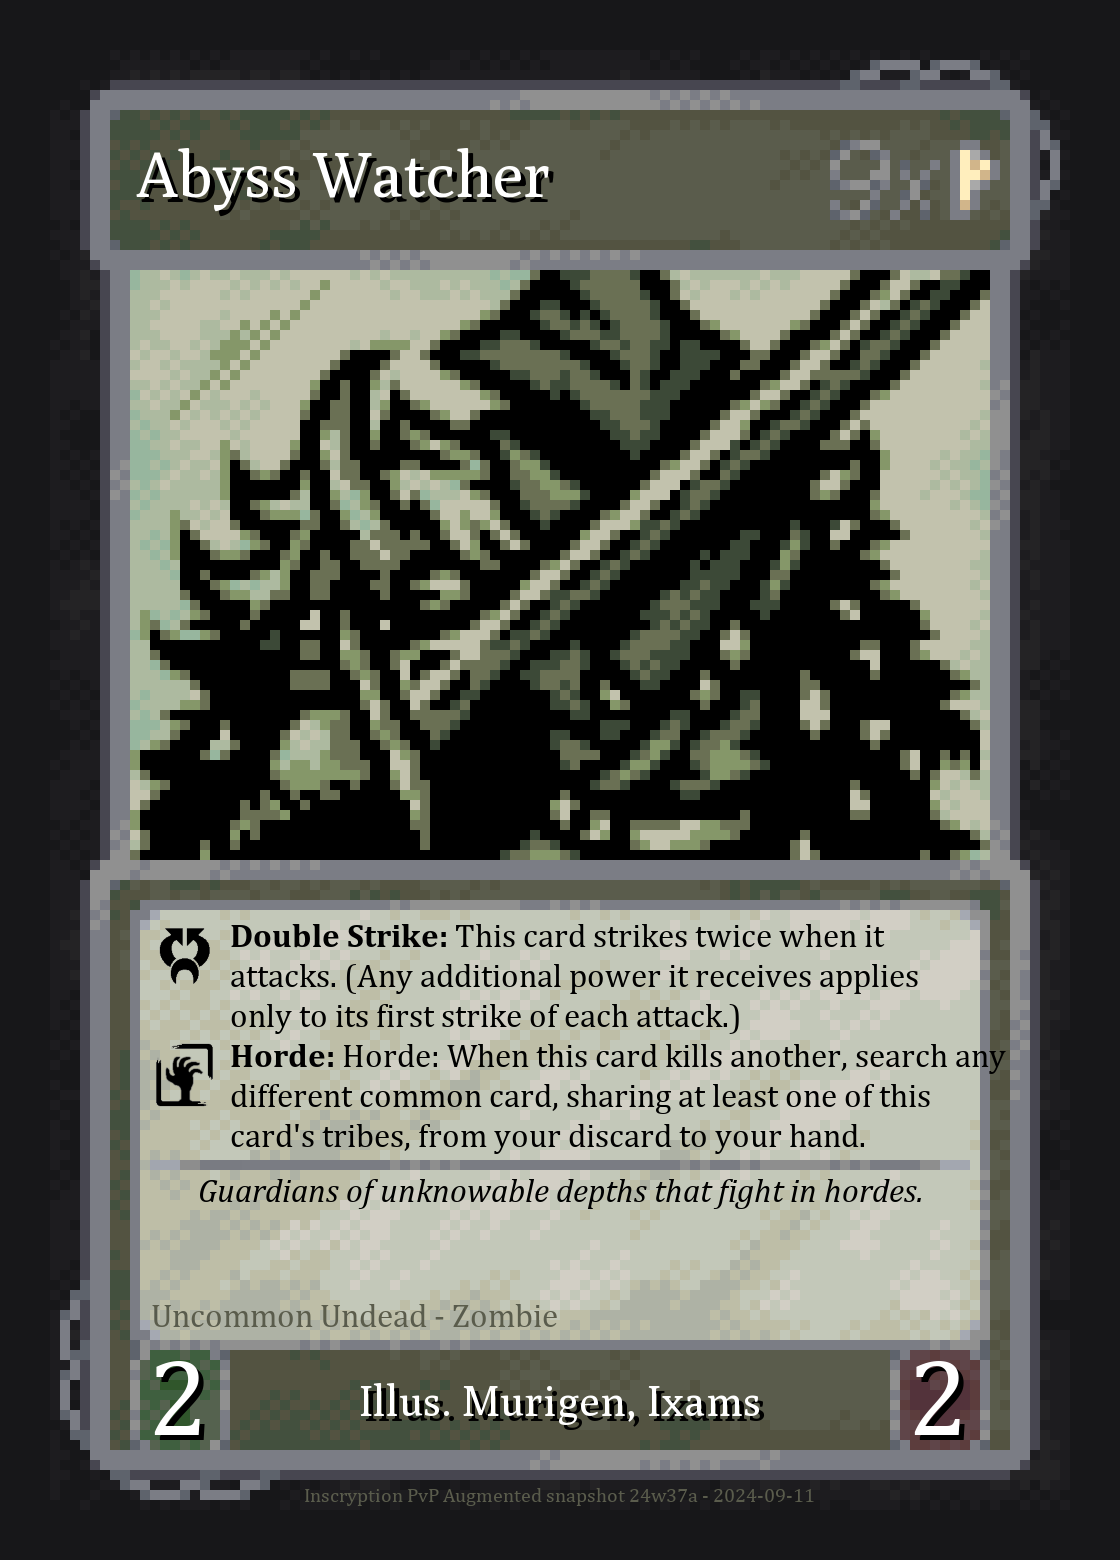 Abyss Watcher
9x
Double Strike: This card strikes twice when it
attacks. (Any additional power it receives applies
only to its first strike of each attack.)
Horde: Horde: When this card kills another, search any
different common card, sharing at least one of this
card's tribes, from your discard to your hand.
Guardians of unknowable depths that fight in hordes.
Uncommon Undead - Zombie
2
Illus. Murigen, Ixams
2
Inscryption PvP Augmented snapshot 24w37a - 2024-09-11